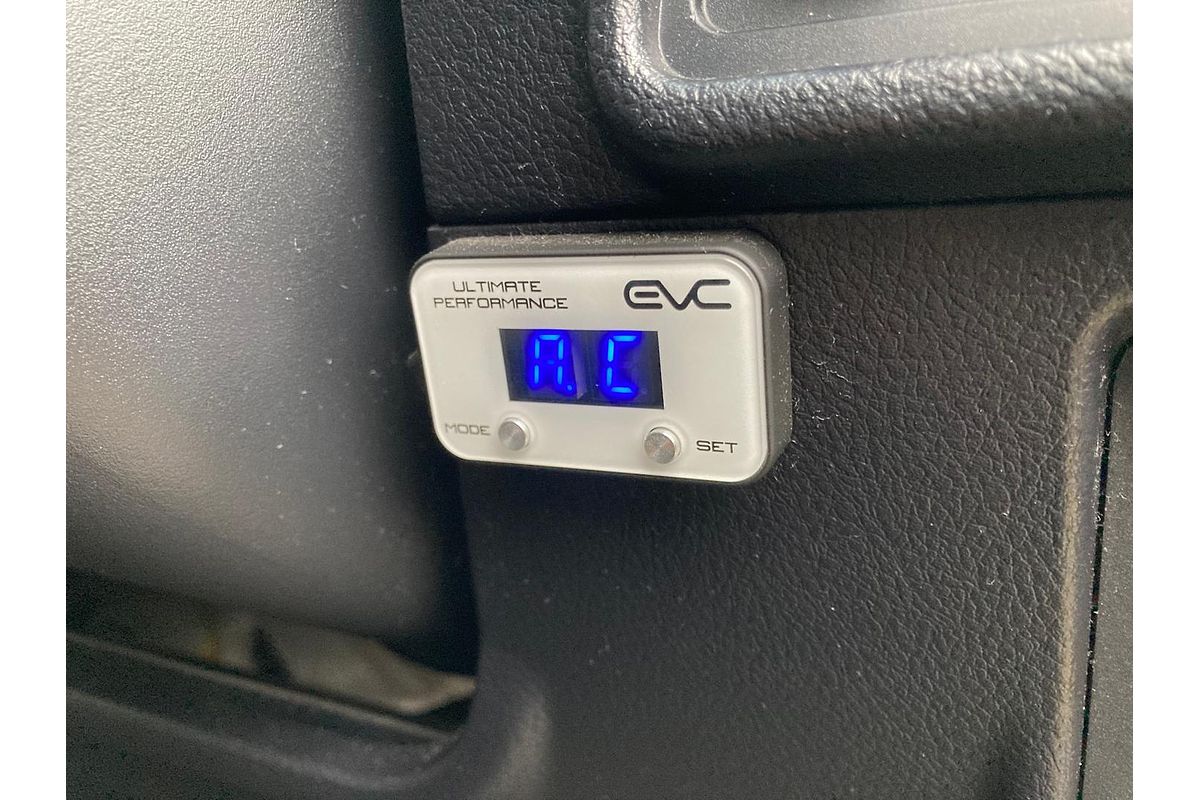 ULTIMATE
PERFORMANCE
EVC
A.C
MODE
SET